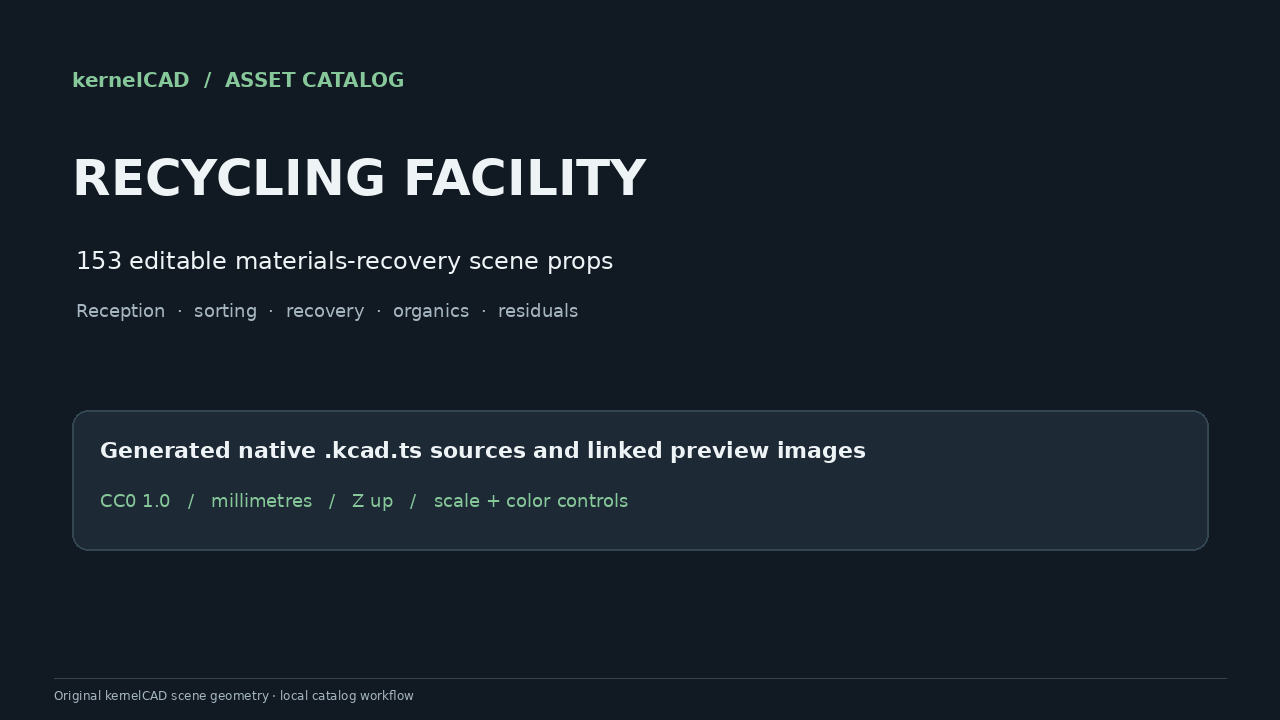 kernelCAD / ASSET CATALOG
RECYCLING FACILITY
153 editable materials-recovery scene props
Reception · sorting · recovery · organics · residuals
Generated native .kcad.ts sources and linked preview images
CC0 1.0 / millimetres / Z up / scale + color controls
Original kernelCAD scene geometry · local catalog workflow